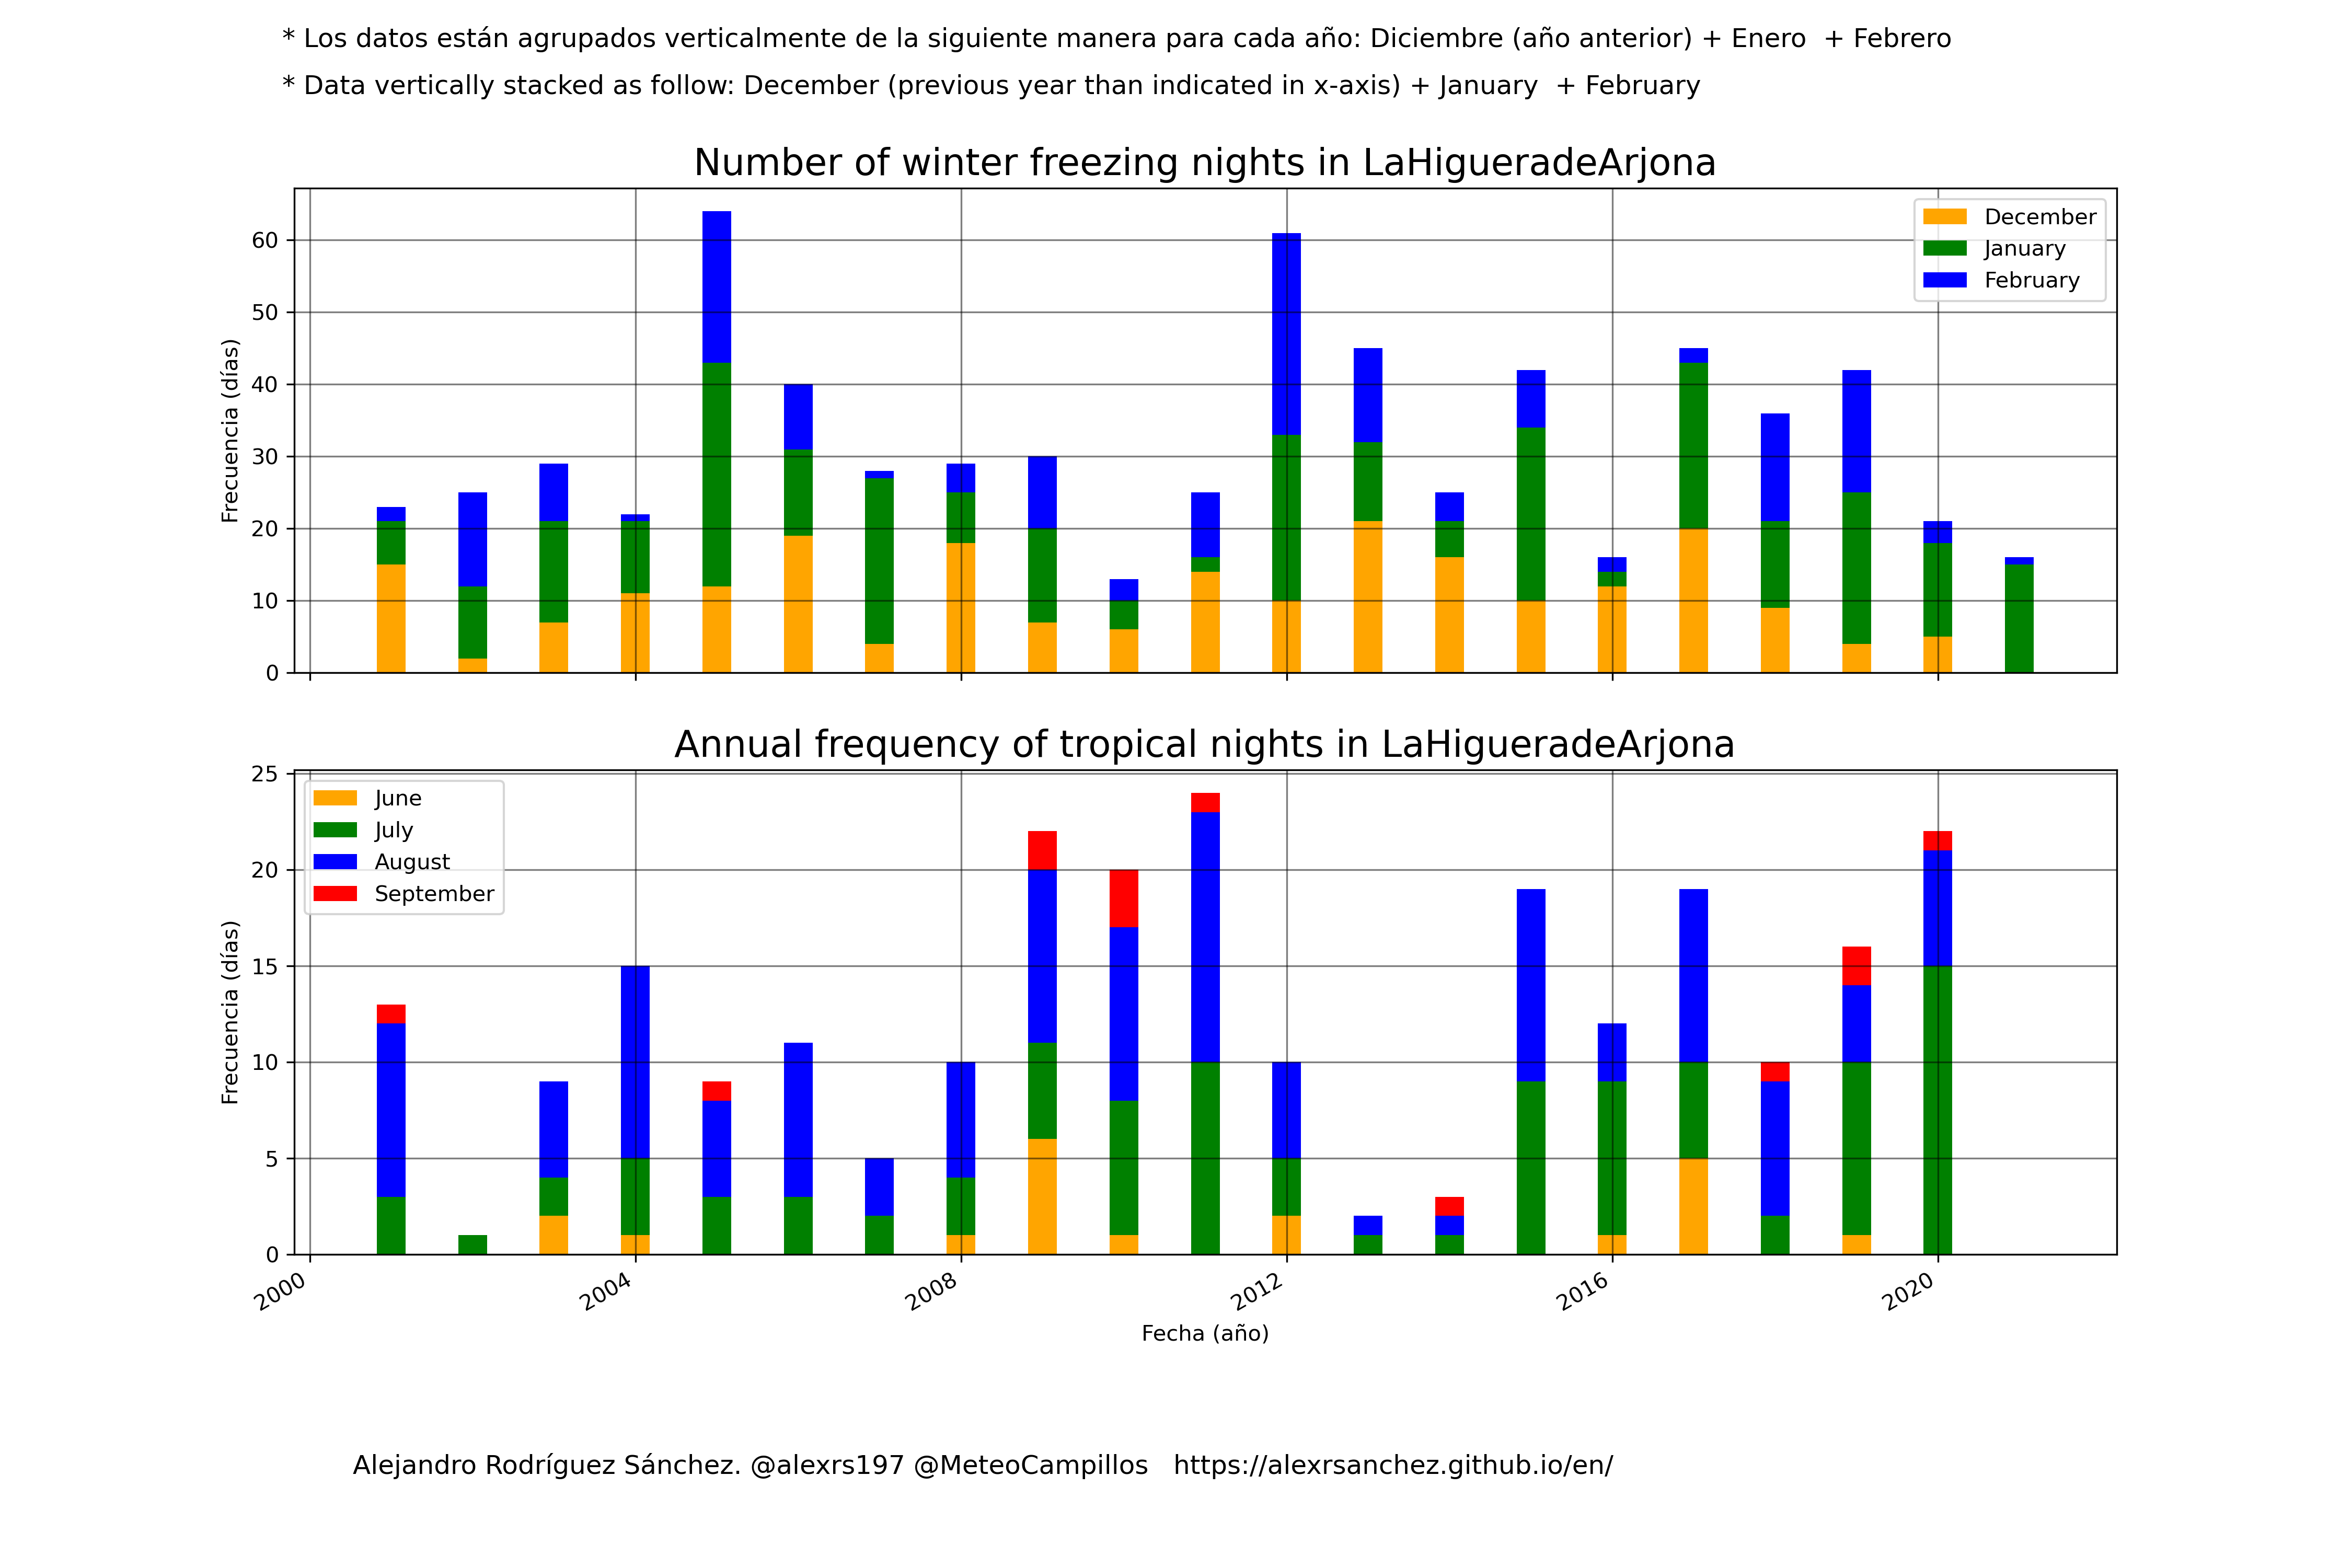 * Los datos están agrupados verticalmente de la siguiente manera para cada año: Diciembre (año anterior) + Enero  + Febrero
* Data vertically stacked as follow: December (previous year than indicated in x-axis) + January  + February
Number of winter freezing nights in LaHigueradeArjona
60
50
40
30
20
10
0
Frecuencia (días)
December
January
February
Annual frequency of tropical nights in LaHigueradeArjona
25
20
15
10
5
0
Frecuencia (días)
June
July
August
September
2000
2004
2008
2012
2016
2020
Fecha (año)
Alejandro Rodríguez Sánchez. @alexrs197 @MeteoCampillos   https://alexrsanchez.github.io/en/